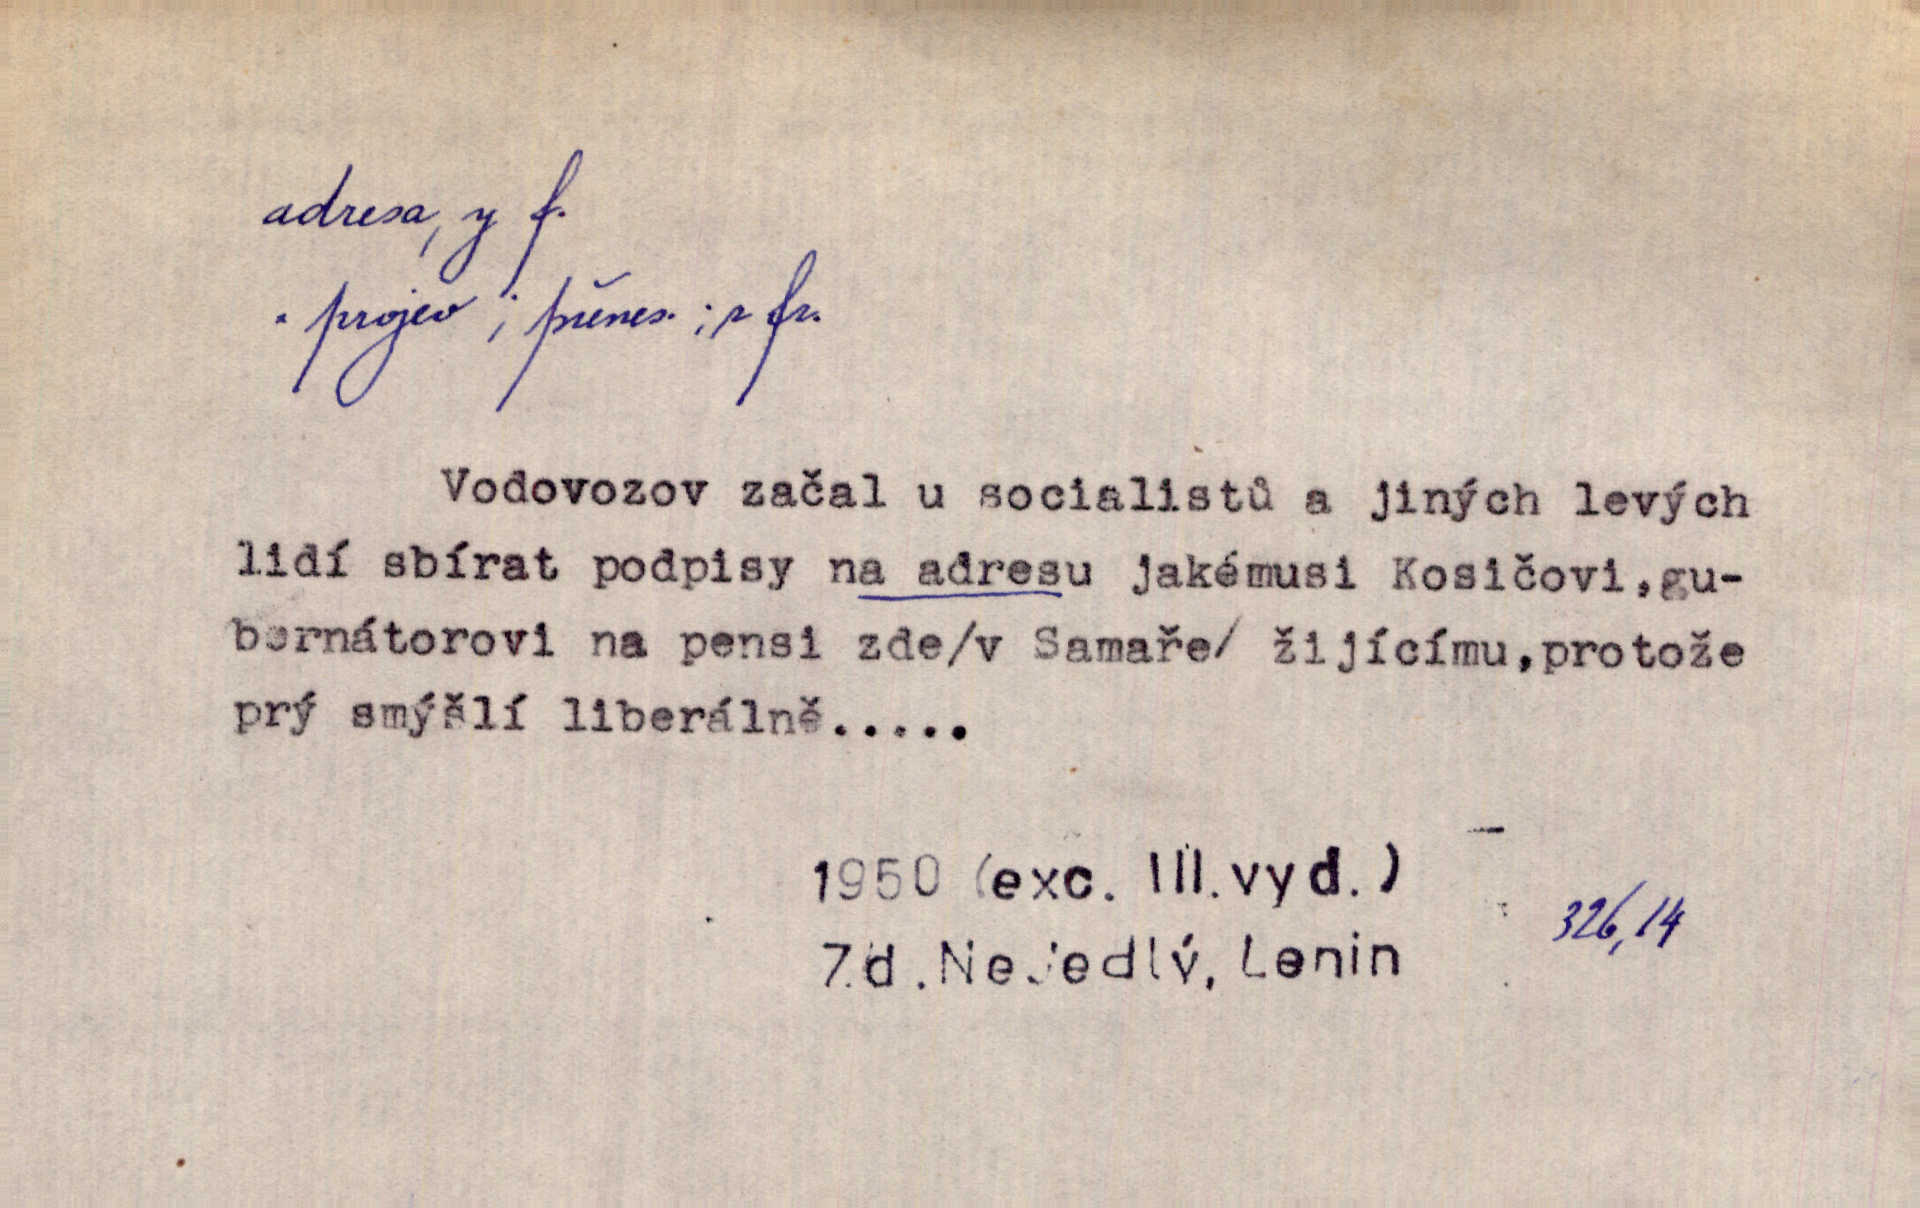 adresa, y f.
. projev ; přenes. ; v fr.
Vodovozov začal u socialistů a jiných levých
lidí sbírat podpisy na adresu jakémusi Kosičovi,gu-
bernátorovi na pensi zde/v Samaře/ žijícímu,protože
prý smýšlí liberálně.....
1950 (exc. III.vyd.)
326,14
Zd.Nejedlý, Lenin